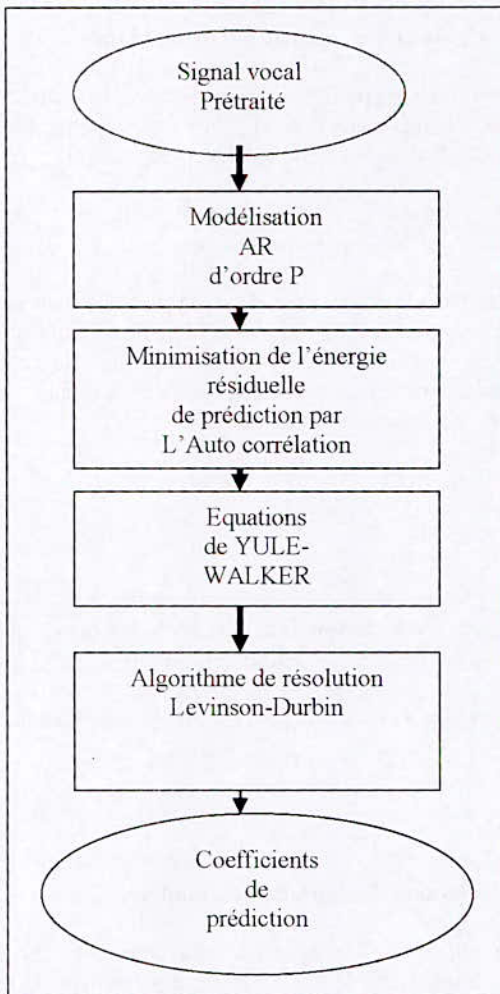 Signal vocal
Prétraité
Modélisation
AR
d'ordre P
Minimisation de l'énergie
résiduelle
de prédiction par
L'Auto corrélation
Equations
de YULE-
WALKER
Algorithme de résolution
Levinson-Durbin
Coefficients
de
prédiction